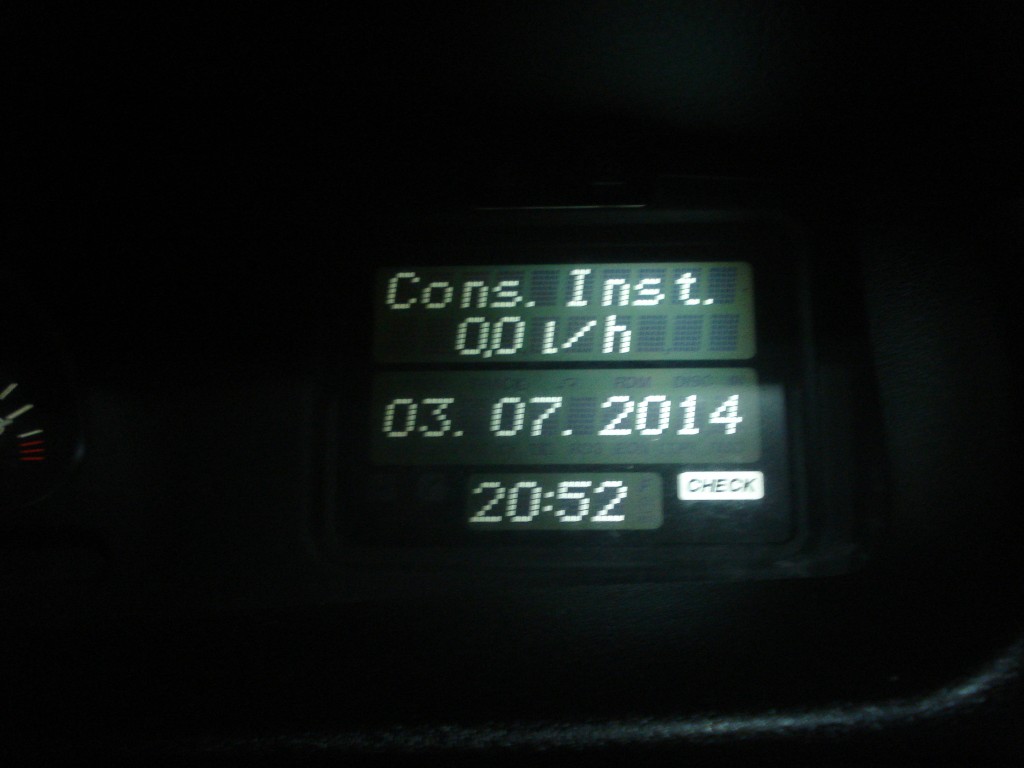 Cons. Inst.
0,0 l/h
03. 07. 2014
20:52
CHECK